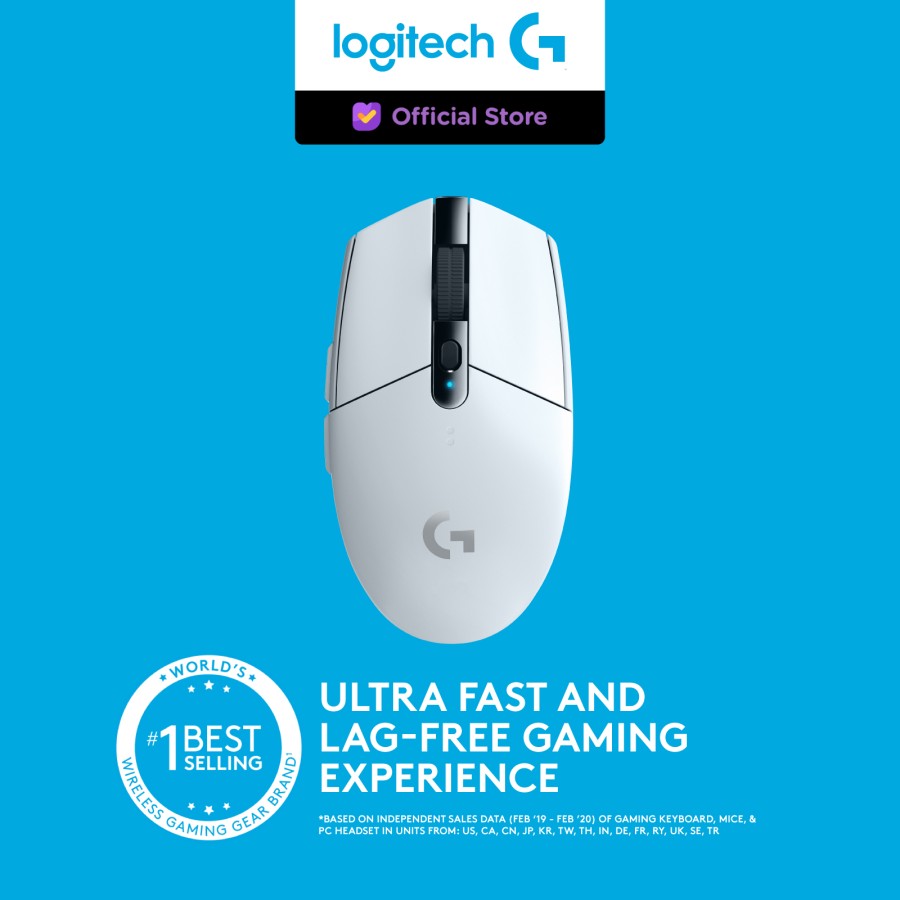 logitech G
Official Store
WORLD'S
#1 BEST
SELLING
WIRELESS GAMING GEAR BRAND¹
ULTRA FAST AND
LAG-FREE GAMING
EXPERIENCE
*BASED ON INDEPENDENT SALES DATA (FEB '19 - FEB '20) OF GAMING KEYBOARD, MICE, &
PC HEADSET IN UNITS FROM: US, CA, CN, JP, KR, TW, TH, IN, DE, FR, RY, UK, SE, TR